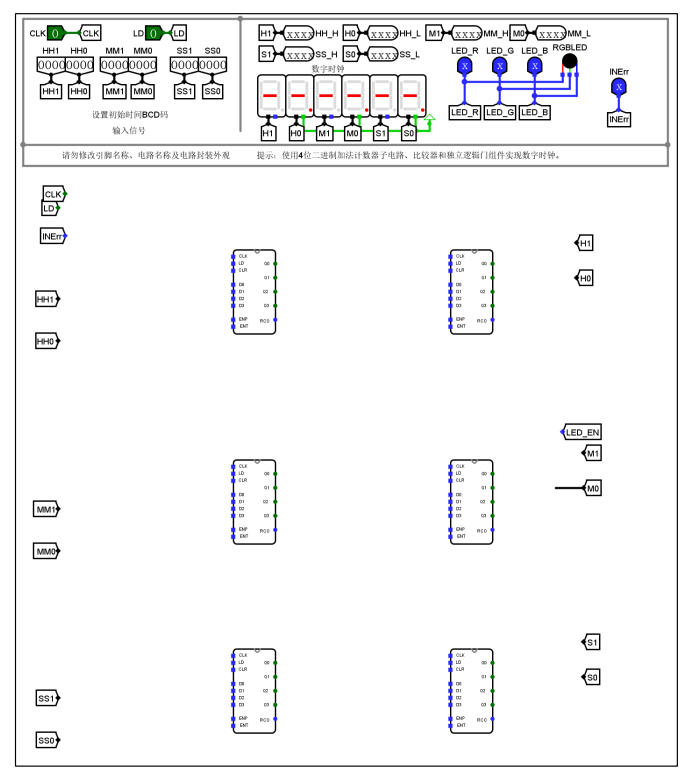 CLK 0 CLK LD 0 LD
HH1 HH0 MM1 MM0 SS1 SS0
0000 0000 0000 0000 0000 0000
HH1 HH0 MM1 MM0 SS1 SS0
设置初始时间BCD码
输入信号
H1 xxxx HH_H H0 xxxx HH_L M1 xxxx MM_H M0 xxxx MM_L
S1 xxxx SS_H S0 xxxx SS_L
数字时钟
LED_R LED_G LED_B RGBLED
x x x
LED_R LED_G LED_B
INErr
x
INErr
H1 H0 M1 M0 S1 S0
请勿修改引脚名称、电路名称及电路封装外观
提示：使用4位二进制加法计数器子电路、比较器和独立逻辑门组件实现数字时钟。
CLK
LD
INErr
HH1
HH0
CLK
LD Q0
CLR
Q1
D0
D1 Q2
D2
D3 Q3
ENP RCO
ENT
CLK
LD Q0
CLR
Q1
D0
D1 Q2
D2
D3 Q3
ENP RCO
ENT
H1
H0
LED_EN
M1
M0
MM1
MM0
CLK
LD Q0
CLR
Q1
D0
D1 Q2
D2
D3 Q3
ENP RCO
ENT
CLK
LD Q0
CLR
Q1
D0
D1 Q2
D2
D3 Q3
ENP RCO
ENT
S1
S0
SS1
SS0
CLK
LD Q0
CLR
Q1
D0
D1 Q2
D2
D3 Q3
ENP RCO
ENT
CLK
LD Q0
CLR
Q1
D0
D1 Q2
D2
D3 Q3
ENP RCO
ENT